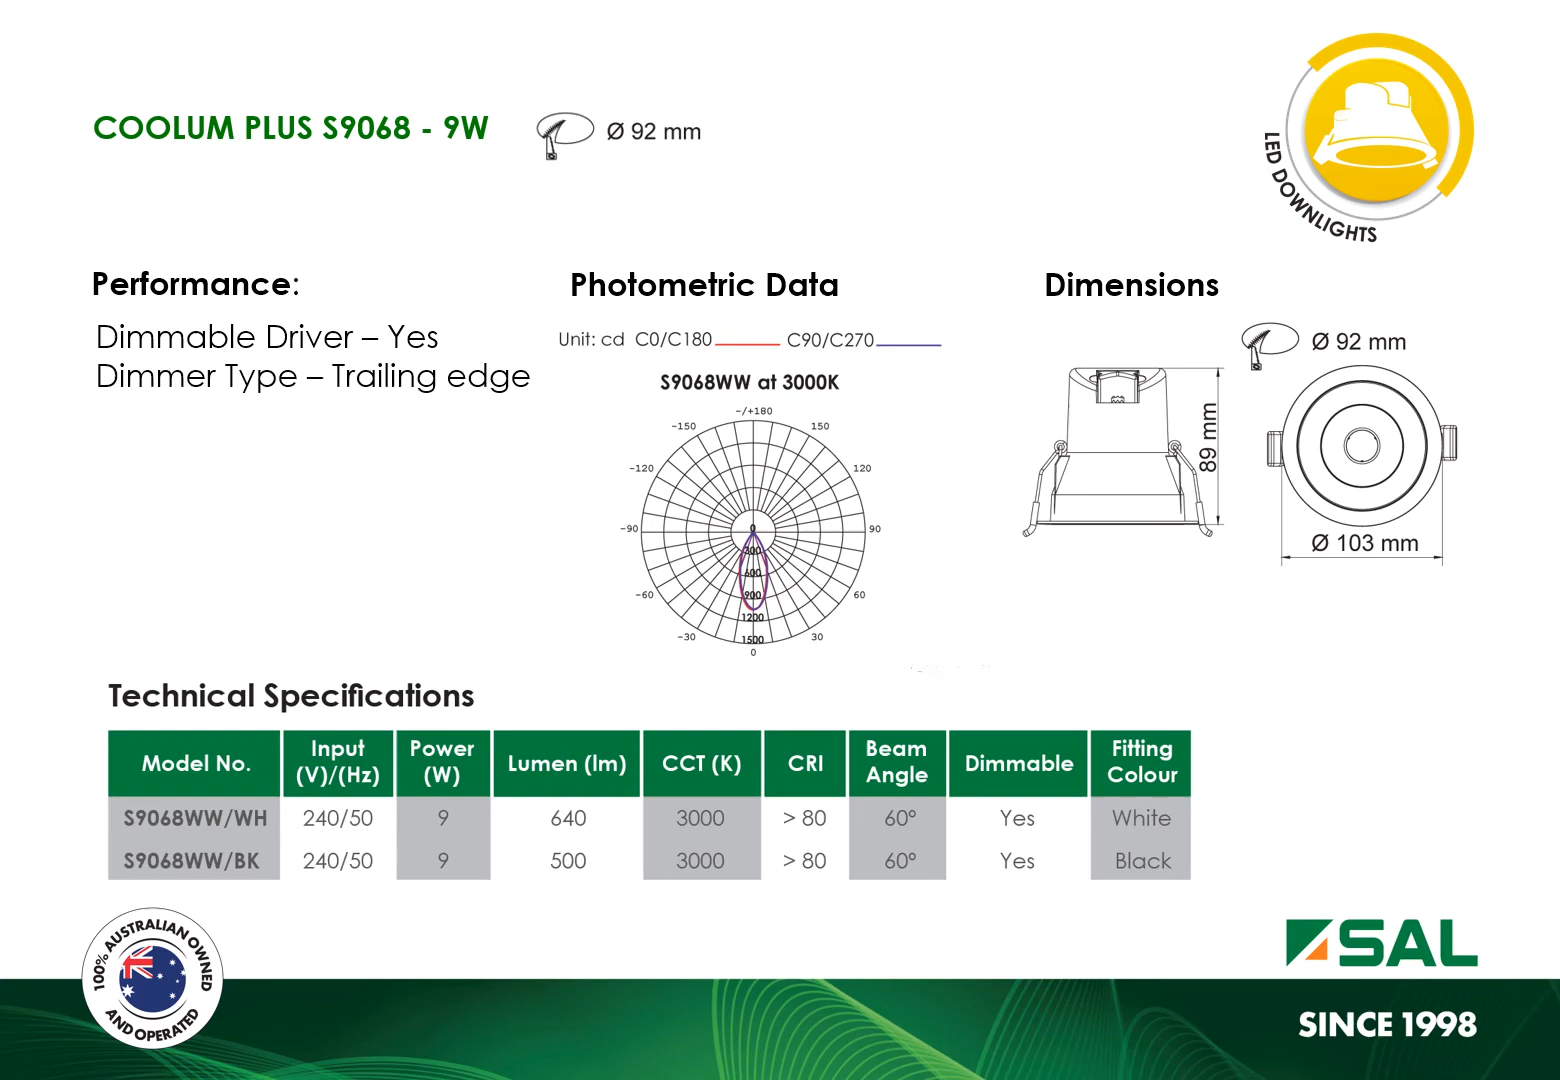 COOLUM PLUS S9068 - 9W
Ø 92 mm
LED DOWNLIGHTS
Performance:
Dimmable Driver – Yes
Dimmer Type – Trailing edge
Photometric Data
Unit: cd C0/C180 C90/C270
S9068WW at 3000K
-/+180
-150 150
-120 120
-90 0 90
300
600
-60 900 60
1200
-30 1500 30
0
Dimensions
Ø 92 mm
89 mm
Ø 103 mm
Technical Specifications
Model No. Input (V)/(Hz) Power (W) Lumen (lm) CCT (K) CRI Beam Angle Dimmable Fitting Colour
S9068WW/WH 240/50 9 640 3000 > 80 60º Yes White
S9068WW/BK 240/50 9 500 3000 > 80 60º Yes Black
100% AUSTRALIAN OWNED
AND OPERATED
SAL
SINCE 1998